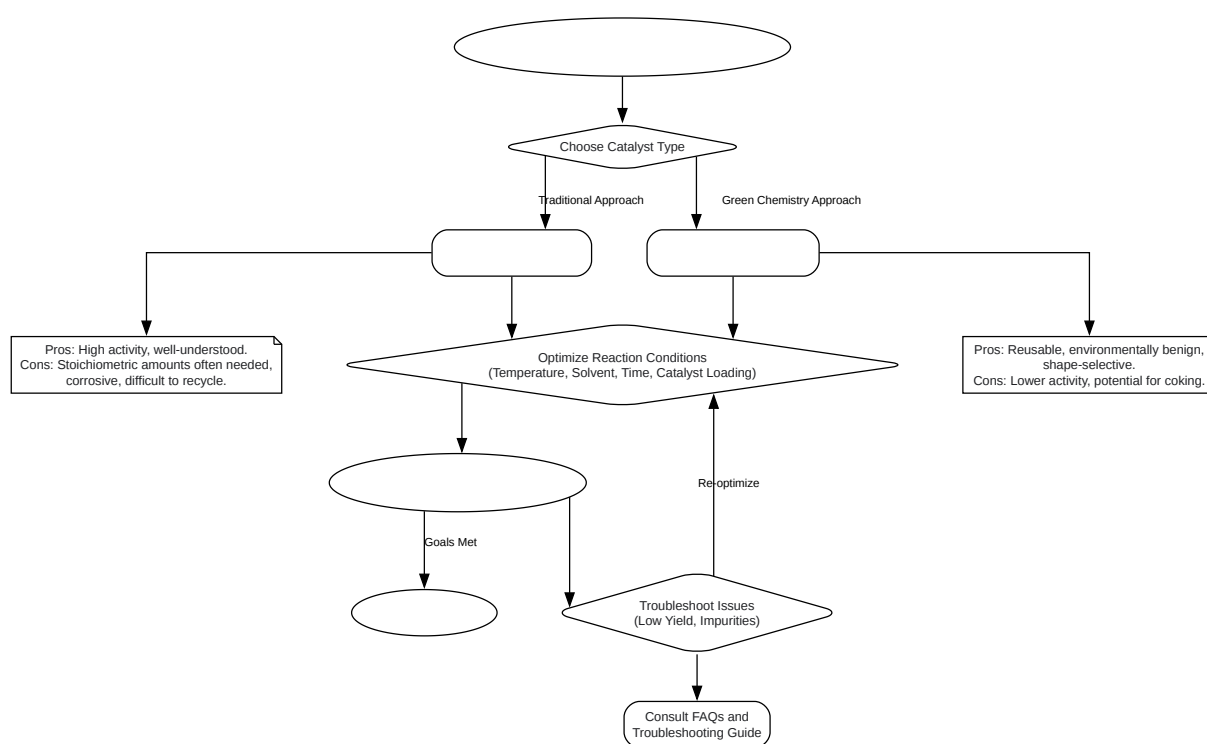 Choose Catalyst Type
Traditional Approach
Green Chemistry Approach
Pros: High activity, well-understood.
Cons: Stoichiometric amounts often needed,
corrosive, difficult to recycle.
Optimize Reaction Conditions
(Temperature, Solvent, Time, Catalyst Loading)
Pros: Reusable, environmentally benign,
shape-selective.
Cons: Lower activity, potential for coking.
Re-optimize
Goals Met
Troubleshoot Issues
(Low Yield, Impurities)
Consult FAQs and
Troubleshooting Guide